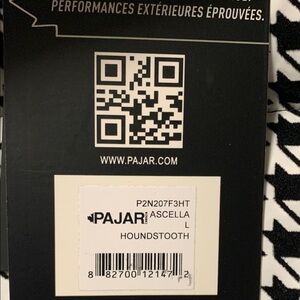 PERFORMANCES EXTÉRIEURES ÉPROUVÉES.
WWW.PAJAR.COM
P2N207F3HT
PAJAR ASCELLA
L
HOUNDSTOOTH
8 82700 12147 2